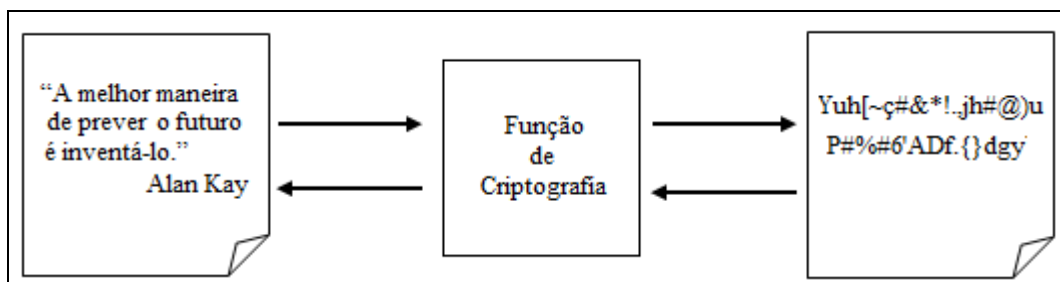 “A melhor maneira
de prever o futuro
é inventá-lo.”
Alan Kay
Função
de
Criptografia
Yuh[~ç#&*!.,jh#@)u
P#%#6'ADf.{}dgy